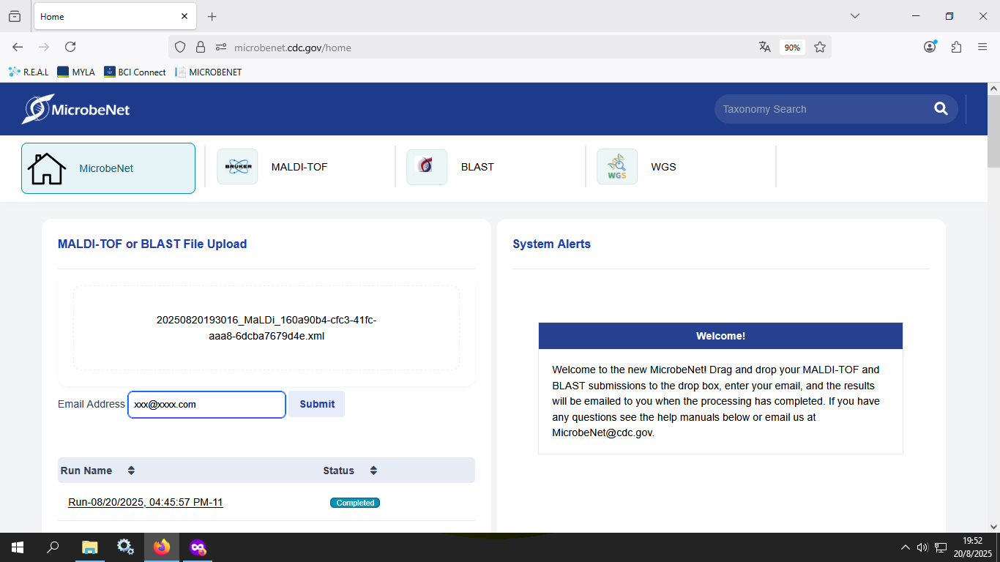 Home
microbenet.cdc.gov/home
90%
R.E.A.L
MYLA
BCI Connect
MICROBENET
MicrobeNet
Taxonomy Search
MicrobeNet
BRUKER
MALDI-TOF
BLAST
WGS
WGS
MALDI-TOF or BLAST File Upload
20250820193016_MaLDi_160a90b4-cfc3-41fc-
aaa8-6dcba7679d4e.xml
Email Address
xxx@xxxx.com
Submit
Run Name
Status
Run-08/20/2025, 04:45:57 PM-11
Completed
System Alerts
Welcome!
Welcome to the new MicrobeNet! Drag and drop your MALDI-TOF and
BLAST submissions to the drop box, enter your email, and the results
will be emailed to you when the processing has completed. If you have
any questions see the help manuals below or email us at
MicrobeNet@cdc.gov.
19:52
20/8/2025